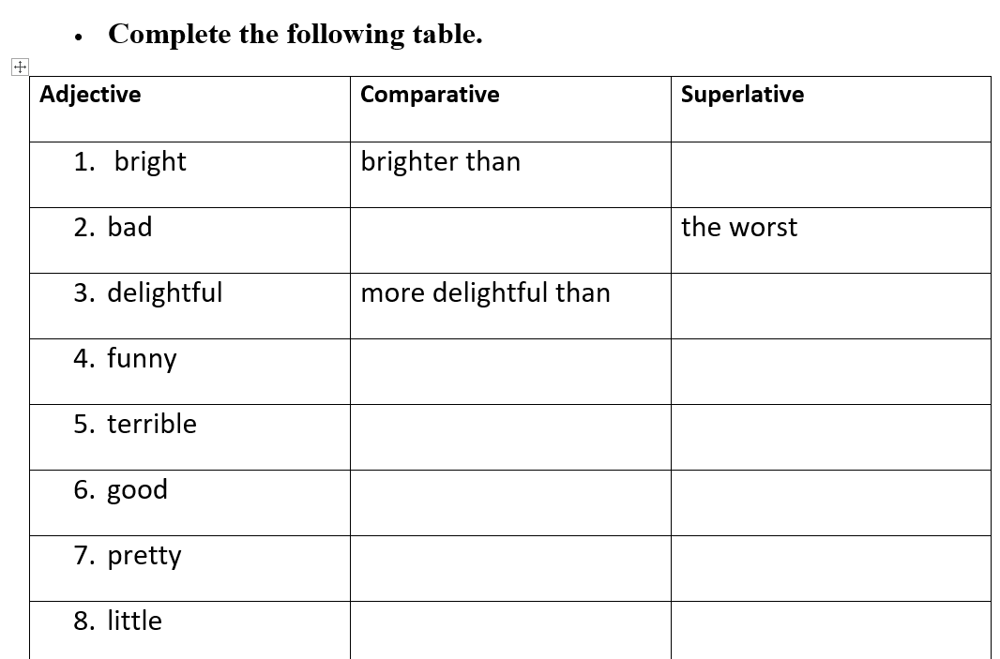 • Complete the following table.
Adjective Comparative Superlative
1. bright brighter than
2. bad the worst
3. delightful more delightful than
4. funny
5. terrible
6. good
7. pretty
8. little